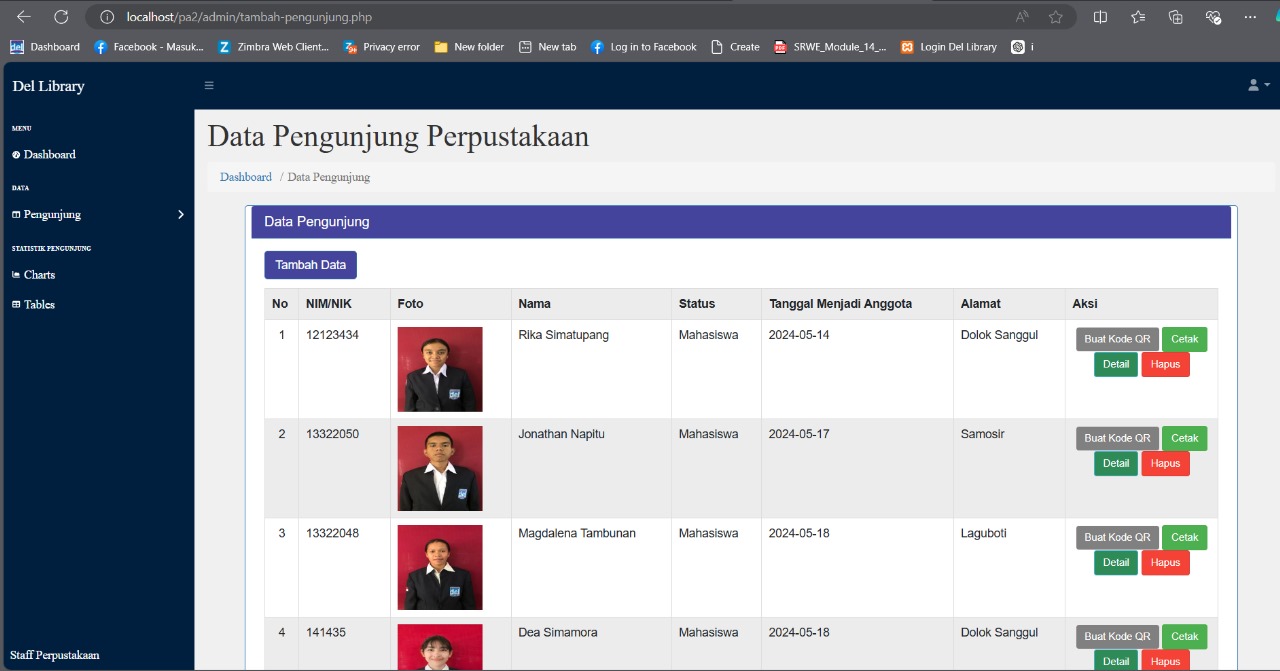 localhost/pa2/admin/tambah-pengunjung.php
Dashboard Facebook - Masuk... Zimbra Web Client... Privacy error New folder New tab Log in to Facebook Create SRWE_Module_14_... Login Del Library i
Del Library
MENU
Dashboard
DATA
Pengunjung
STATISTIK PENGUNJUNG
Charts
Tables
Staff Perpustakaan
Data Pengunjung Perpustakaan
Dashboard / Data Pengunjung
Data Pengunjung
Tambah Data
No NIM/NIK Foto Nama Status Tanggal Menjadi Anggota Alamat Aksi
1 12123434 Rika Simatupang Mahasiswa 2024-05-14 Dolok Sanggul Buat Kode QR Cetak
Detail Hapus
2 13322050 Jonathan Napitu Mahasiswa 2024-05-17 Samosir Buat Kode QR Cetak
Detail Hapus
3 13322048 Magdalena Tambunan Mahasiswa 2024-05-18 Laguboti Buat Kode QR Cetak
Detail Hapus
4 141435 Dea Simamora Mahasiswa 2024-05-18 Dolok Sanggul Buat Kode QR Cetak
Detail Hapus